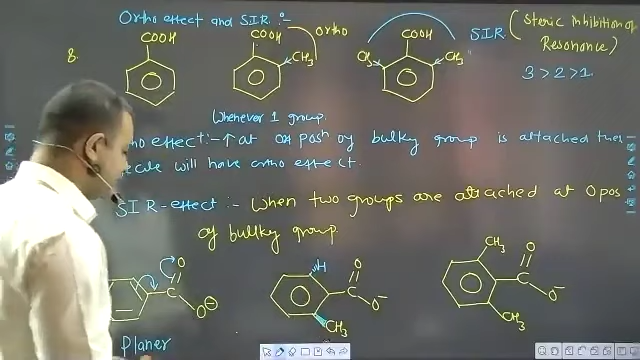 Ortho effect and SIR :-
8.
COOH
COOH
CH3
Ortho
COOH
CH3
CH3
SIR
(Steric inhibition of
Resonance)
3 > 2 > 1
Whenever 1 group.
effect :- ↑ at posn of bulky group is attached then
will have ortho effect.
SIR-effect :- When two groups are attached at O pos
of bulky group
C
O
O⊖
H
C
O
O-
CH3
CH3
C
O
O-
CH3
Planer